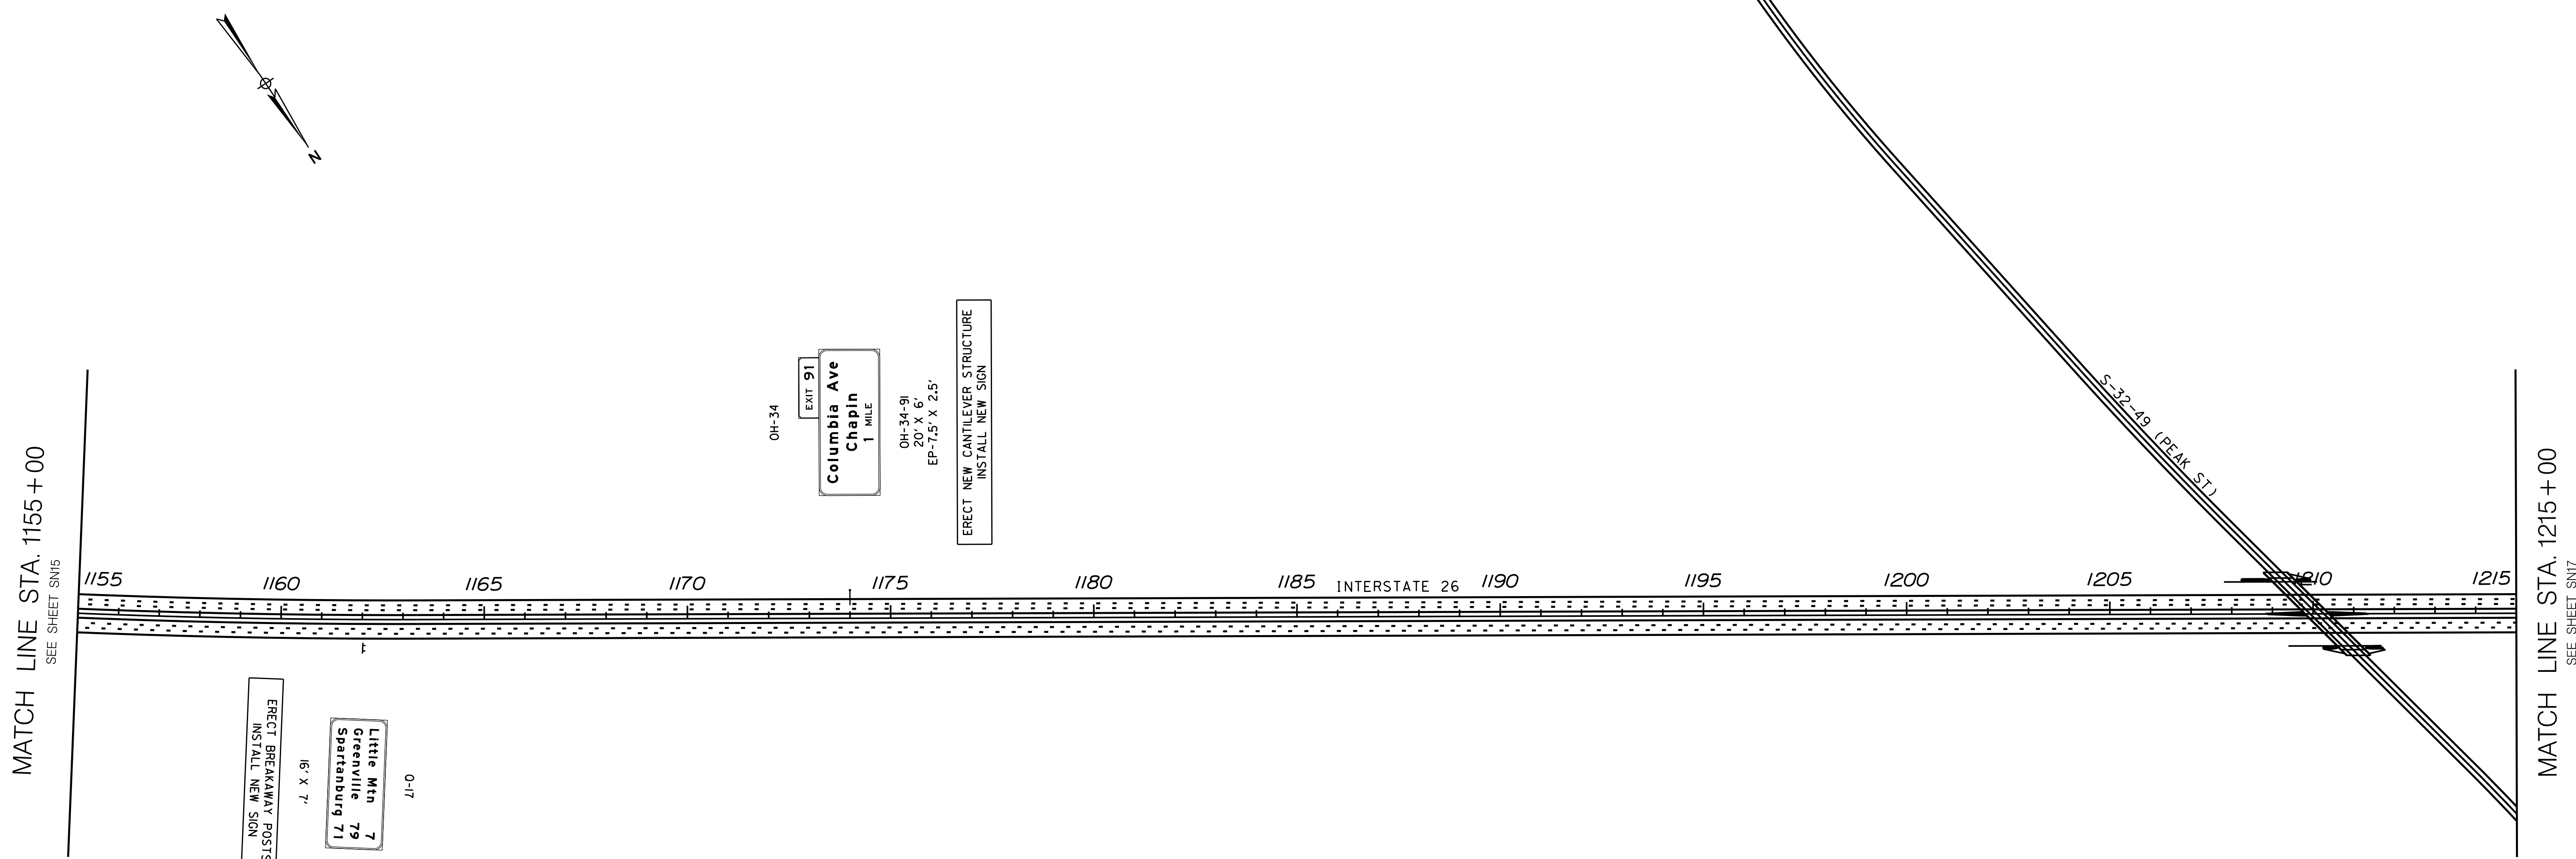 N
MATCH LINE STA. 1155+00
SEE SHEET SN15
OH-34
EXIT 91
Columbia Ave
Chapin
1 MILE
OH-34-91
20' X 6'
EP-7.5' X 2.5'
ERECT NEW CANTILEVER STRUCTURE
INSTALL NEW SIGN
S-32-49 (PEAK ST)
1155 1160 1165 1170 1175 1180 1185 INTERSTATE 26 1190 1195 1200 1205 1210 1215
O-17
Little Mtn 7
Greenville 79
Spartanburg 71
16' X 7'
ERECT BREAKAWAY POSTS
INSTALL NEW SIGN
MATCH LINE STA. 1215+00
SEE SHEET SN17